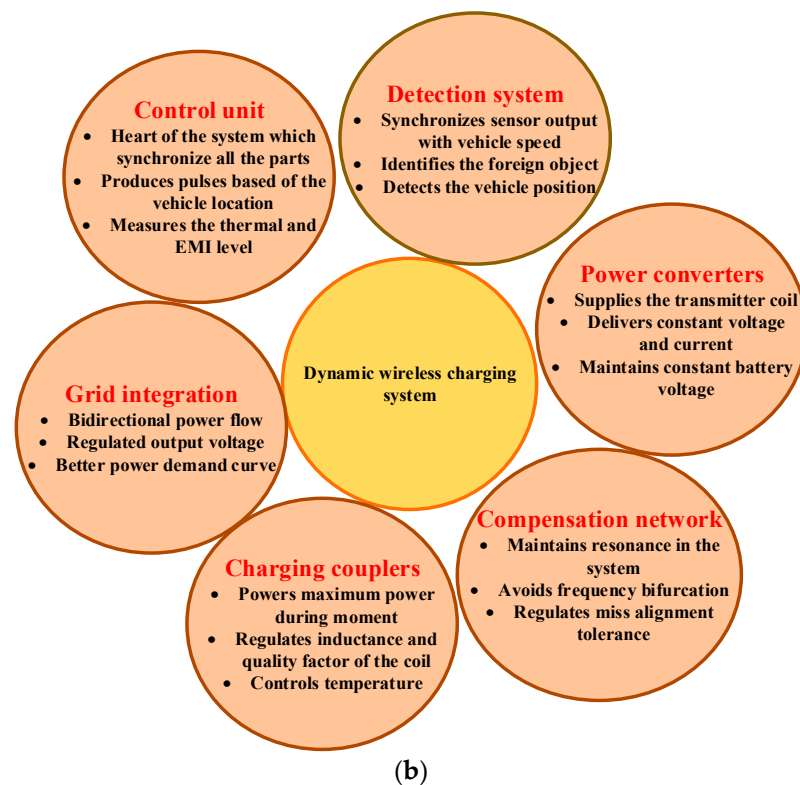 Control unit
• Heart of the system which
synchronize all the parts
• Produces pulses based of the
vehicle location
• Measures the thermal and
EMI level
Detection system
• Synchronizes sensor output
with vehicle speed
• Identifies the foreign object
• Detects the vehicle position
Power converters
• Supplies the transmitter coil
• Delivers constant voltage
and current
• Maintains constant battery
voltage
Dynamic wireless charging
system
Grid integration
• Bidirectional power flow
• Regulated output voltage
• Better power demand curve
Compensation network
• Maintains resonance in the
system
• Avoids frequency bifurcation
• Regulates miss alignment
tolerance
Charging couplers
• Powers maximum power
during moment
• Regulates inductance and
quality factor of the coil
• Controls temperature
(b)